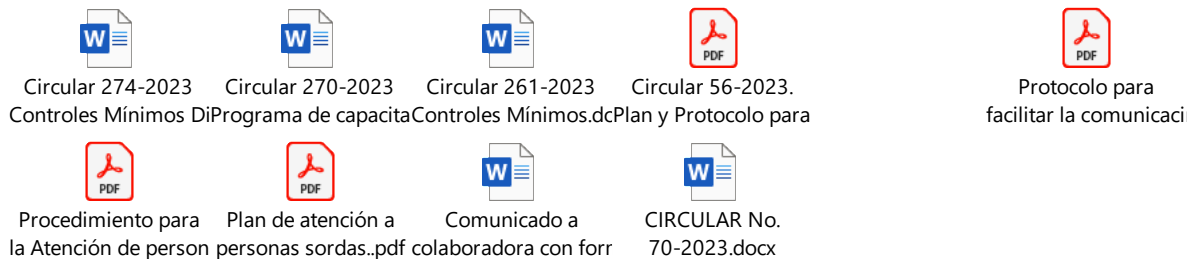 Circular 274-2023 Circular 270-2023 Circular 261-2023 Circular 56-2023. Protocolo para
Controles Mínimos Di Programa de capacita Controles Mínimos.dc Plan y Protocolo para facilitar la comunicaci
PDF PDF
Procedimiento para Plan de atención a Comunicado a CIRCULAR No.
la Atención de person personas sordas..pdf colaboradora con forr 70-2023.docx
PDF PDF